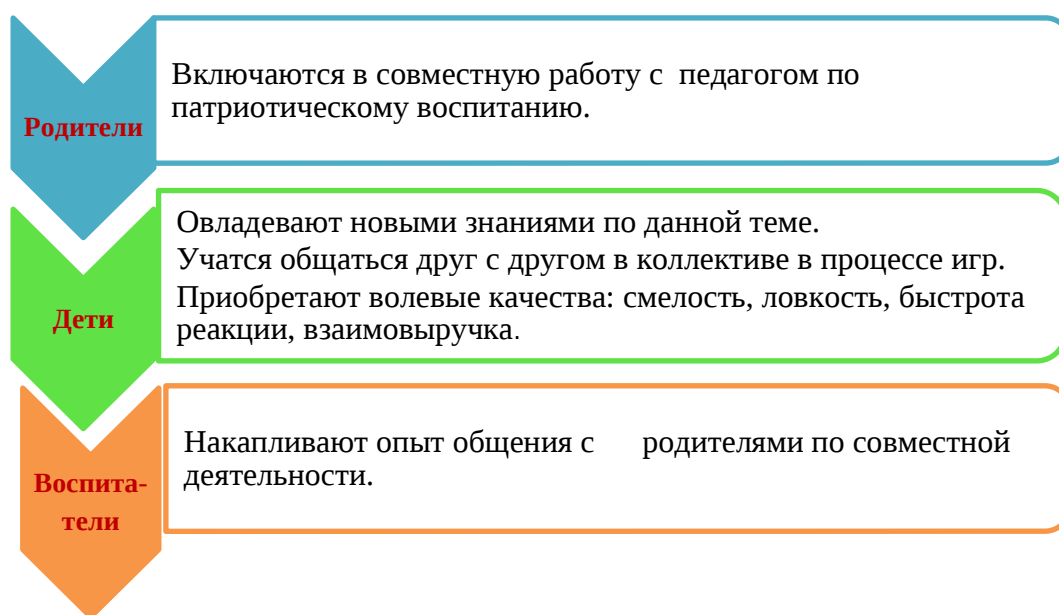 Родители
Включаются в совместную работу с педагогом по
патриотическому воспитанию.
Дети
Овладевают новыми знаниями по данной теме.
Учатся общаться друг с другом в коллективе в процессе игр.
Приобретают волевые качества: смелость, ловкость, быстрота
реакции, взаимовыручка.
Воспита-
тели
Накапливают опыт общения с родителями по совместной
деятельности.